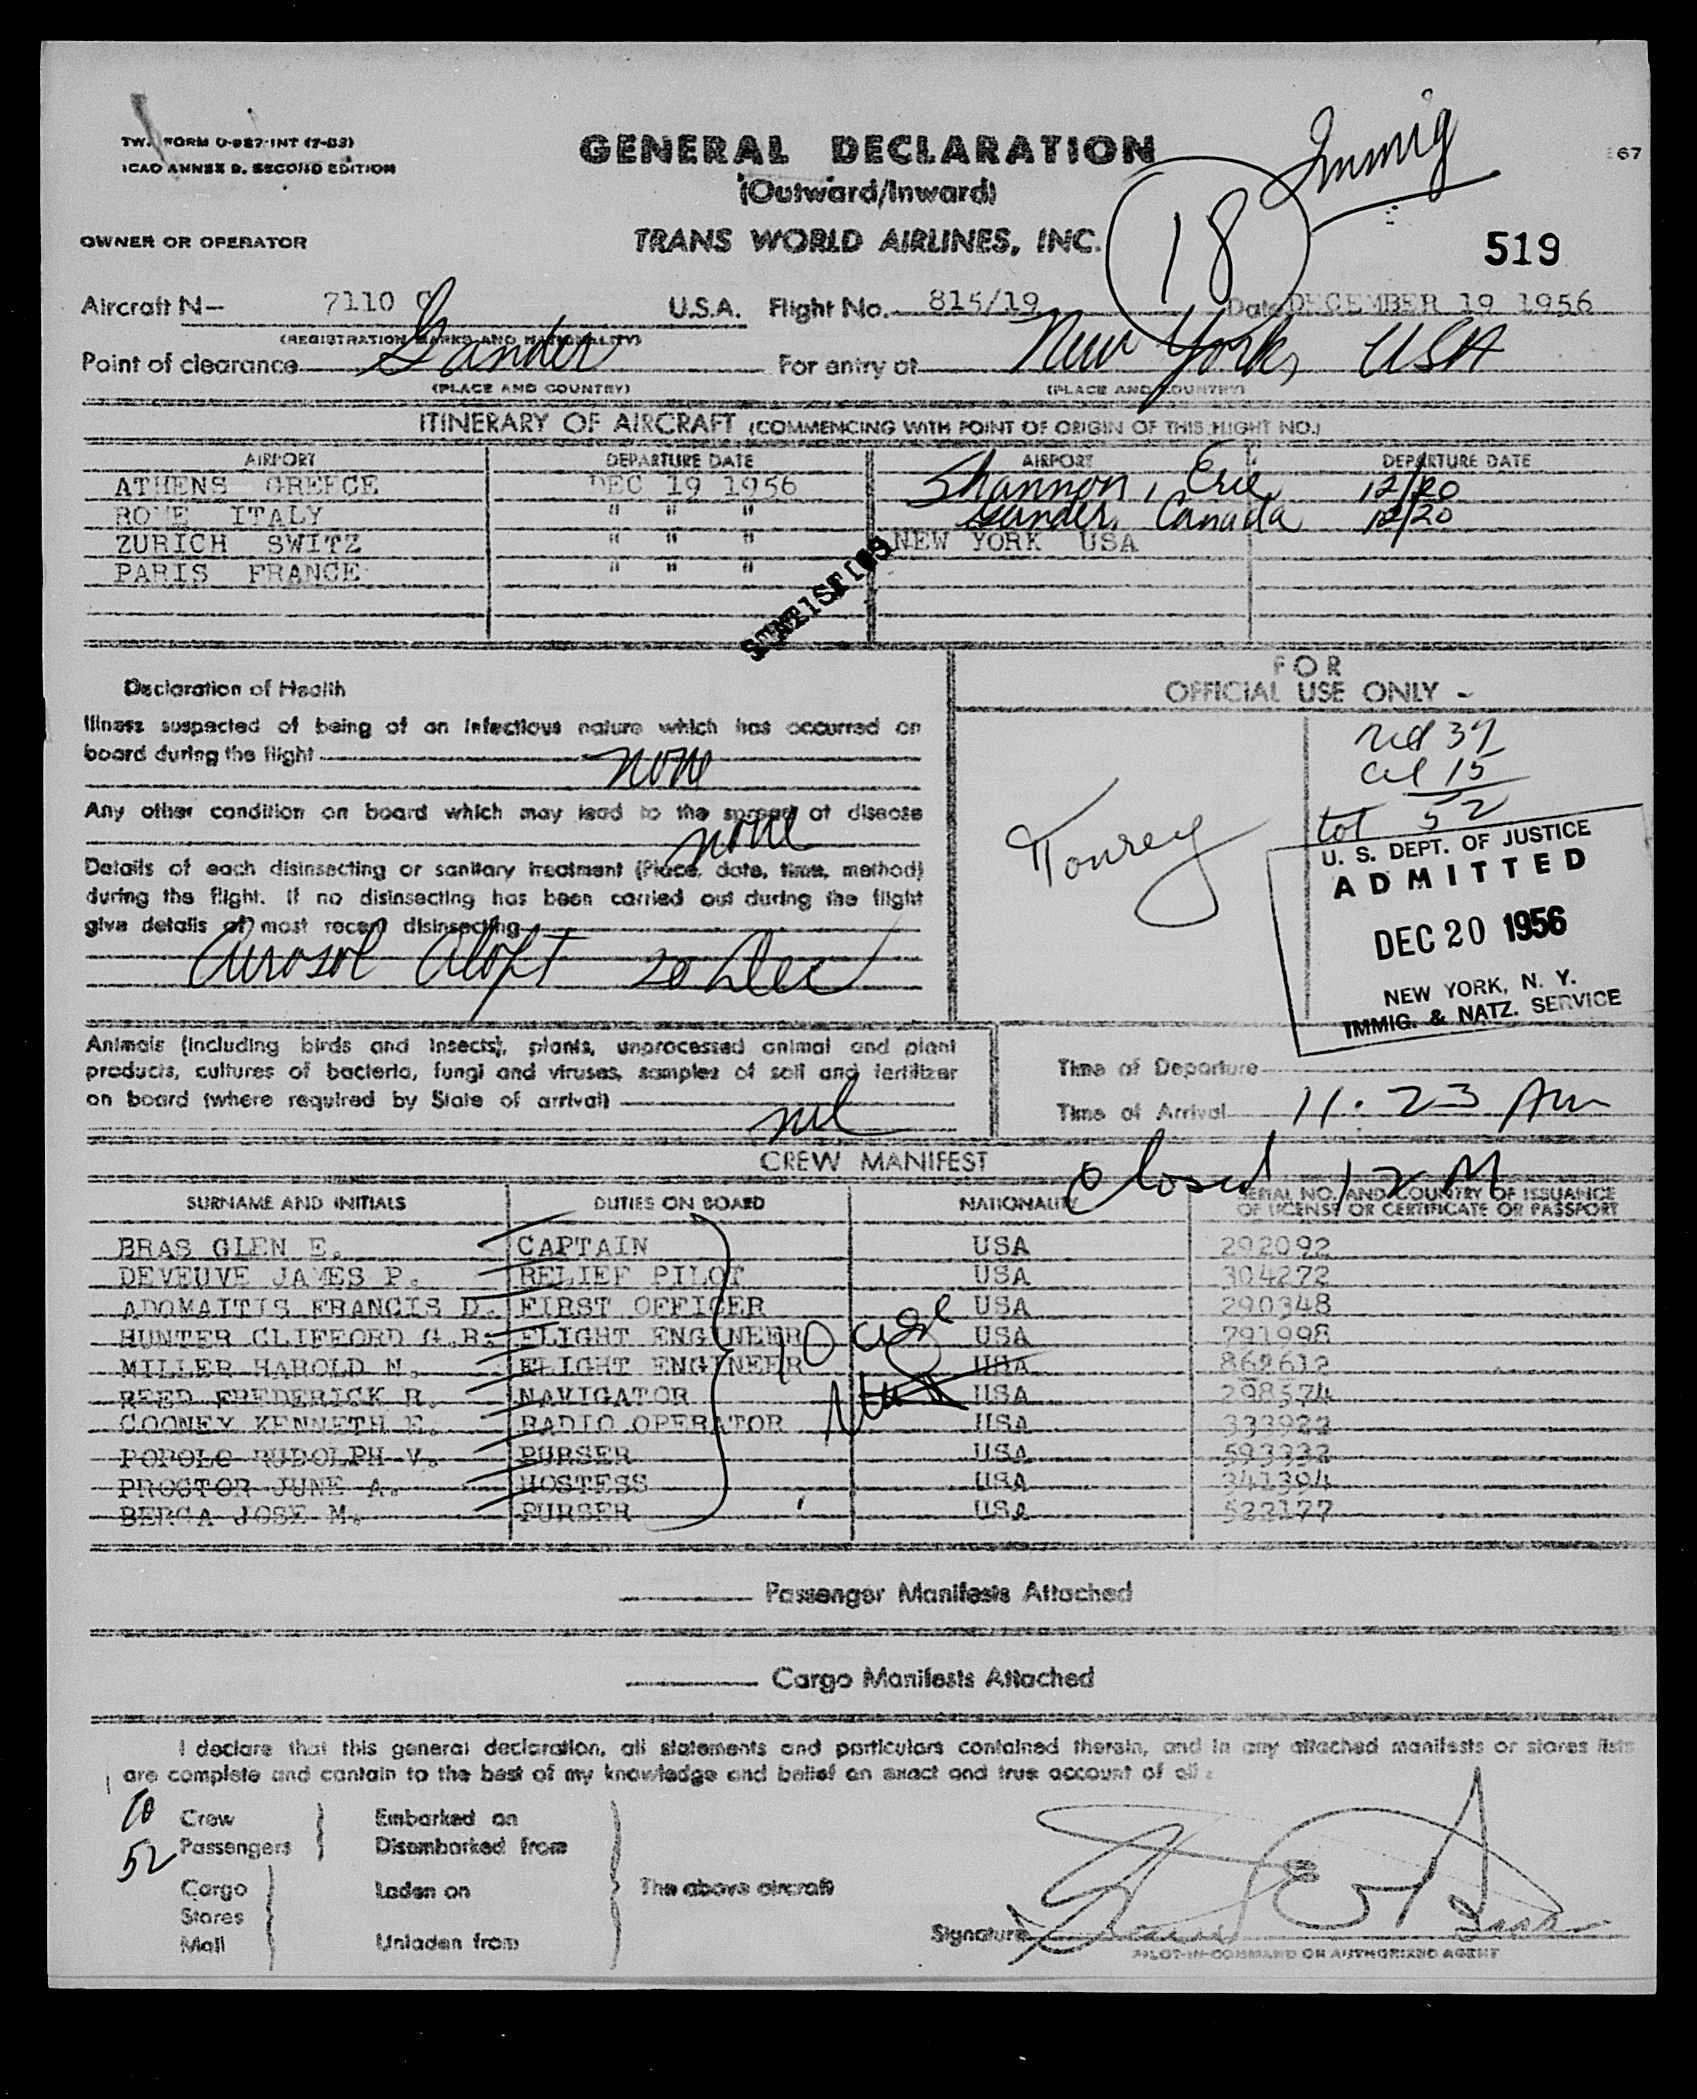 TWA FORM O-987-INT (7-53)
ICAO ANNEX 9, SECOND EDITION
GENERAL DECLARATION
(Outward/Inward)
Immig
67
18
OWNER OR OPERATOR
TRANS WORLD AIRLINES, INC.
519
Aircraft N— 7110 C U.S.A. Flight No. 815/19 Date DECEMBER 19 1956
(REGISTRATION MARKS AND NATIONALITY)
Point of clearance Gander For entry at New York, USA
(PLACE AND COUNTRY) (PLACE AND COUNTRY)
ITINERARY OF AIRCRAFT (COMMENCING WITH POINT OF ORIGIN OF THIS FLIGHT NO.)
AIRPORT DEPARTURE DATE AIRPORT DEPARTURE DATE
ATHENS GREECE DEC 19 1956 Shannon, Eire 12/20
ROME ITALY " " " Gander, Canada 12/20
ZURICH SWITZ " " " NEW YORK USA
PARIS FRANCE " " "
STATISTICS
Declaration of Health
FOR
OFFICIAL USE ONLY -
Illness suspected of being of an infectious nature which has occurred on
board during the flight none
Any other condition on board which may lead to the spread of disease
none
Details of each disinsecting or sanitary treatment (Place, date, time, method)
during the flight. If no disinsecting has been carried out during the flight
give details of most recent disinsecting
Aerosol Aloft 20 Dec
39
15
tot 52
U. S. DEPT. OF JUSTICE
ADMITTED
DEC 20 1956
NEW YORK, N. Y.
IMMIG. & NATZ. SERVICE
Animals (including birds and insects), plants, unprocessed animal and plant
products, cultures of bacteria, fungi and viruses, samples of soil and fertilizer
on board (where required by State of arrival) nil
Time of Departure
Time of Arrival 11:23 Am
CREW MANIFEST
Closed 12 M
SURNAME AND INITIALS DUTIES ON BOARD NATIONALITY SERIAL NO. AND COUNTRY OF ISSUANCE
OF LICENSE OR CERTIFICATE OR PASSPORT
BRAS GLEN E. CAPTAIN USA 292092
DEVEUVE JAMES P. RELIEF PILOT USA 304272
ADOMAITIS FRANCIS D. FIRST OFFICER USA 290348
HUNTER CLIFFORD G.R. FLIGHT ENGINEER USA 791998
MILLER HAROLD N. FLIGHT ENGINEER USA 862612
REED FREDERICK R. NAVIGATOR USA 298574
COONEY KENNETH E. RADIO OPERATOR USA 333922
POPOLO RUDOLPH V. PURSER USA 593332
PROCTOR JUNE A. HOSTESS USA 341394
BERGA JOSE M. PURSER USA 522177
10
Passenger Manifests Attached
Cargo Manifests Attached
I declare that this general declaration, all statements and particulars contained therein, and in any attached manifests or stores lists
are complete and contain to the best of my knowledge and belief an exact and true account of all:
10 Crew Embarked on
52 Passengers Disembarked from
Cargo Laden on The above aircraft
Stores
Mail Unladen from
Signature
PILOT-IN-COMMAND OR AUTHORIZED AGENT